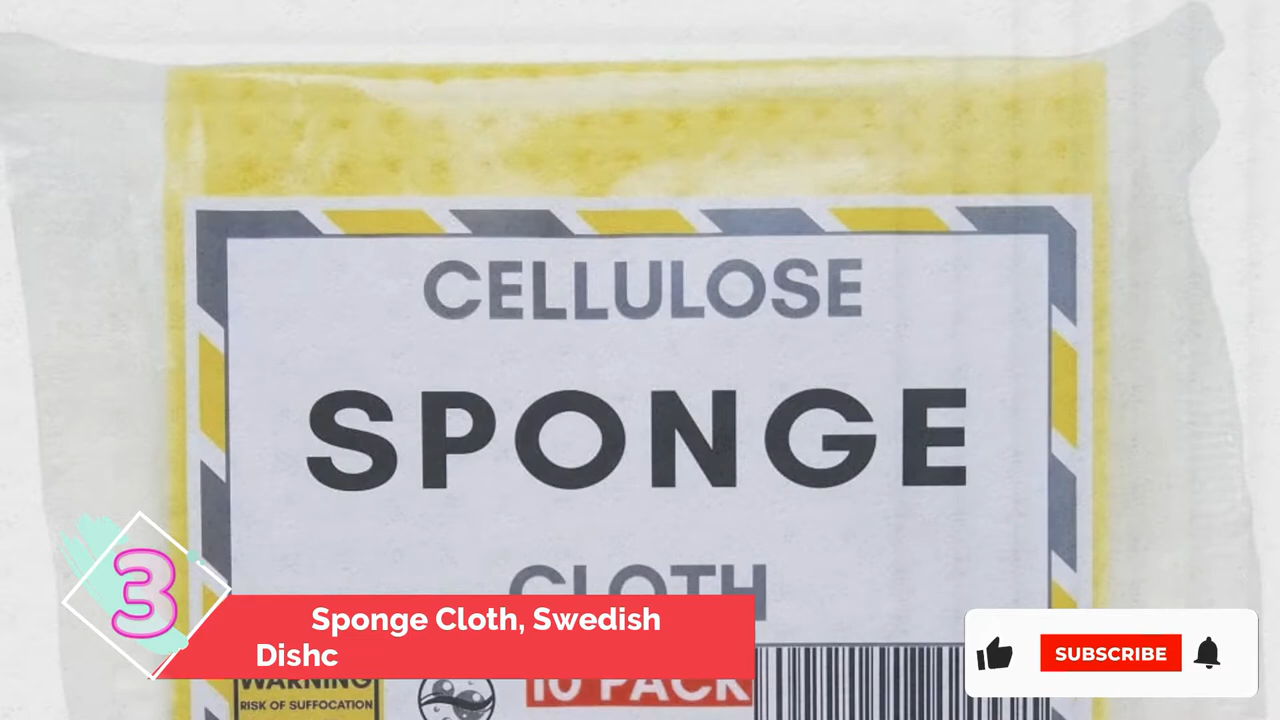 CELLULOSE
SPONGE
CLOTH
3
Sponge Cloth, Swedish
Dishc
WARNING
RISK OF SUFFOCATION
10 PACK
SUBSCRIBE